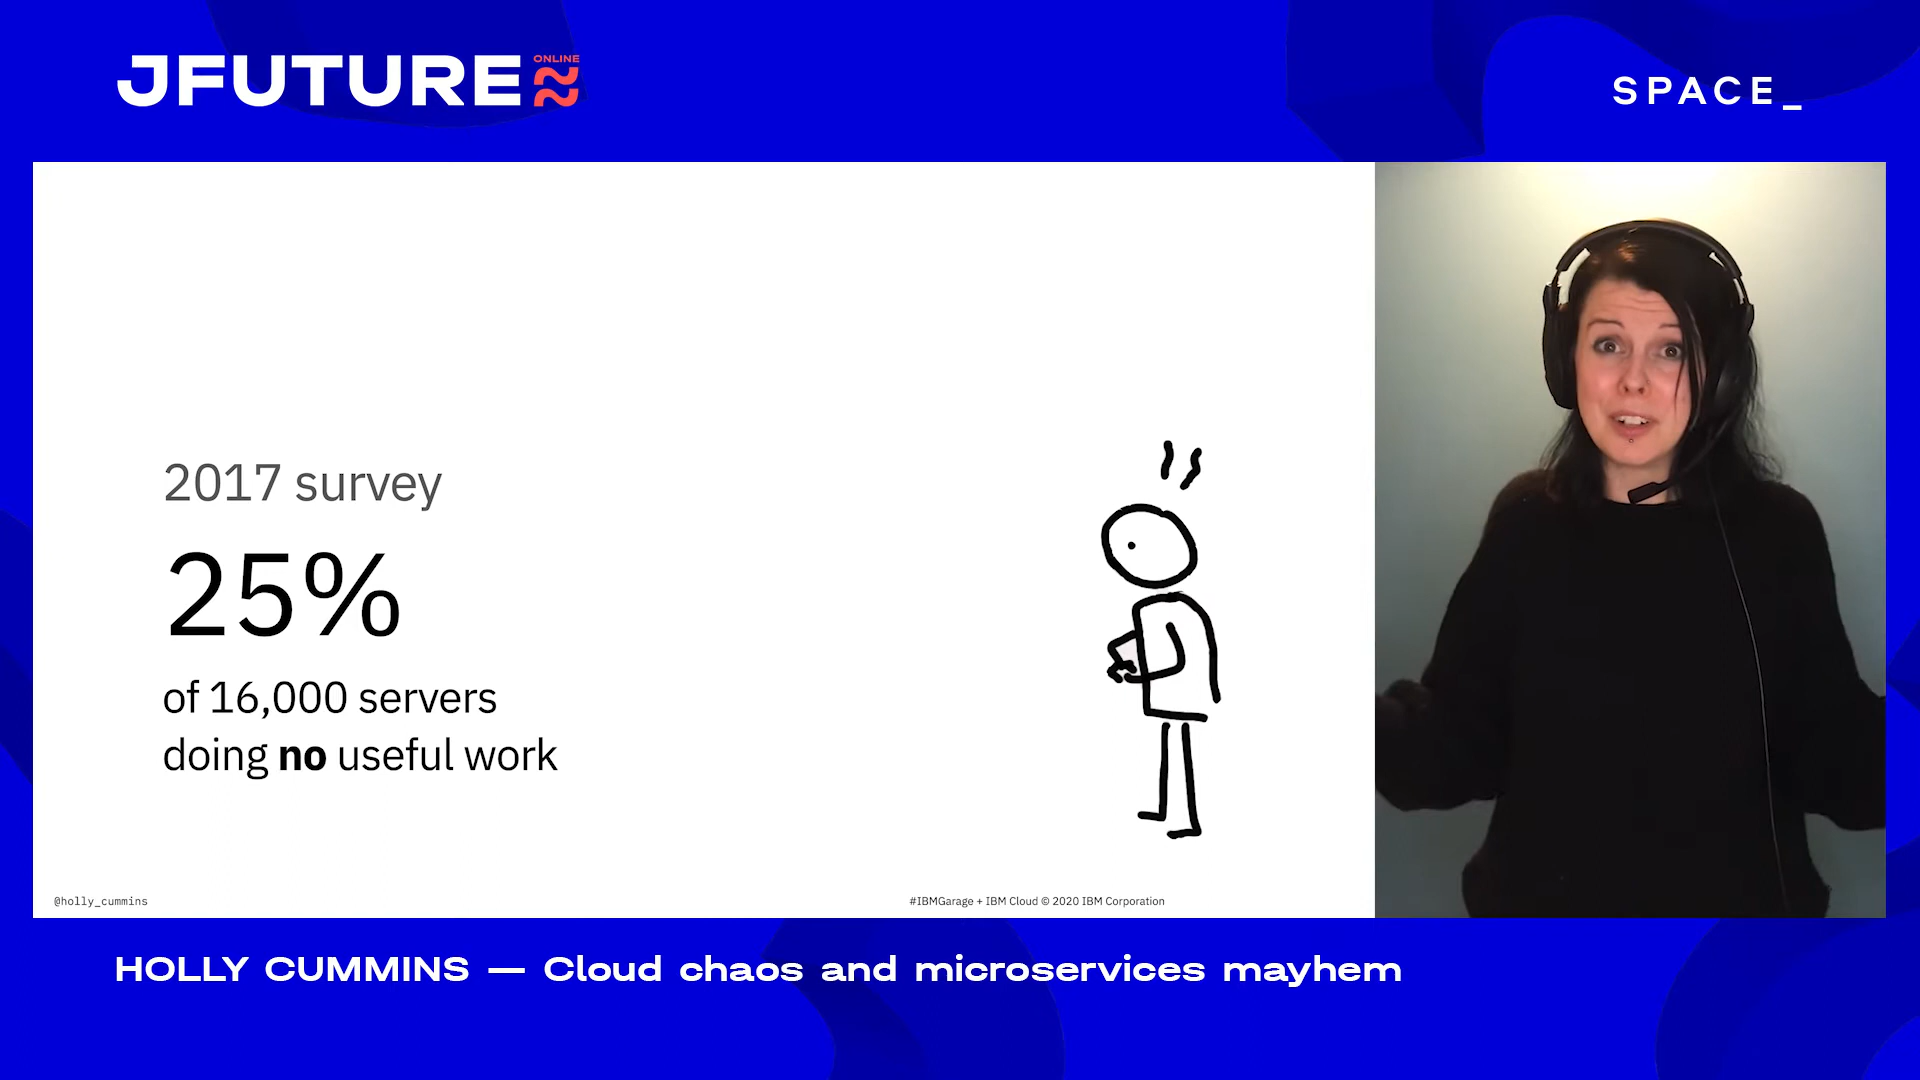 JFUTURE ONLINE
SPACE_
2017 survey
25%
of 16,000 servers
doing no useful work
@holly_cummins
#IBMGarage + IBM Cloud © 2020 IBM Corporation
HOLLY CUMMINS — Cloud chaos and microservices mayhem